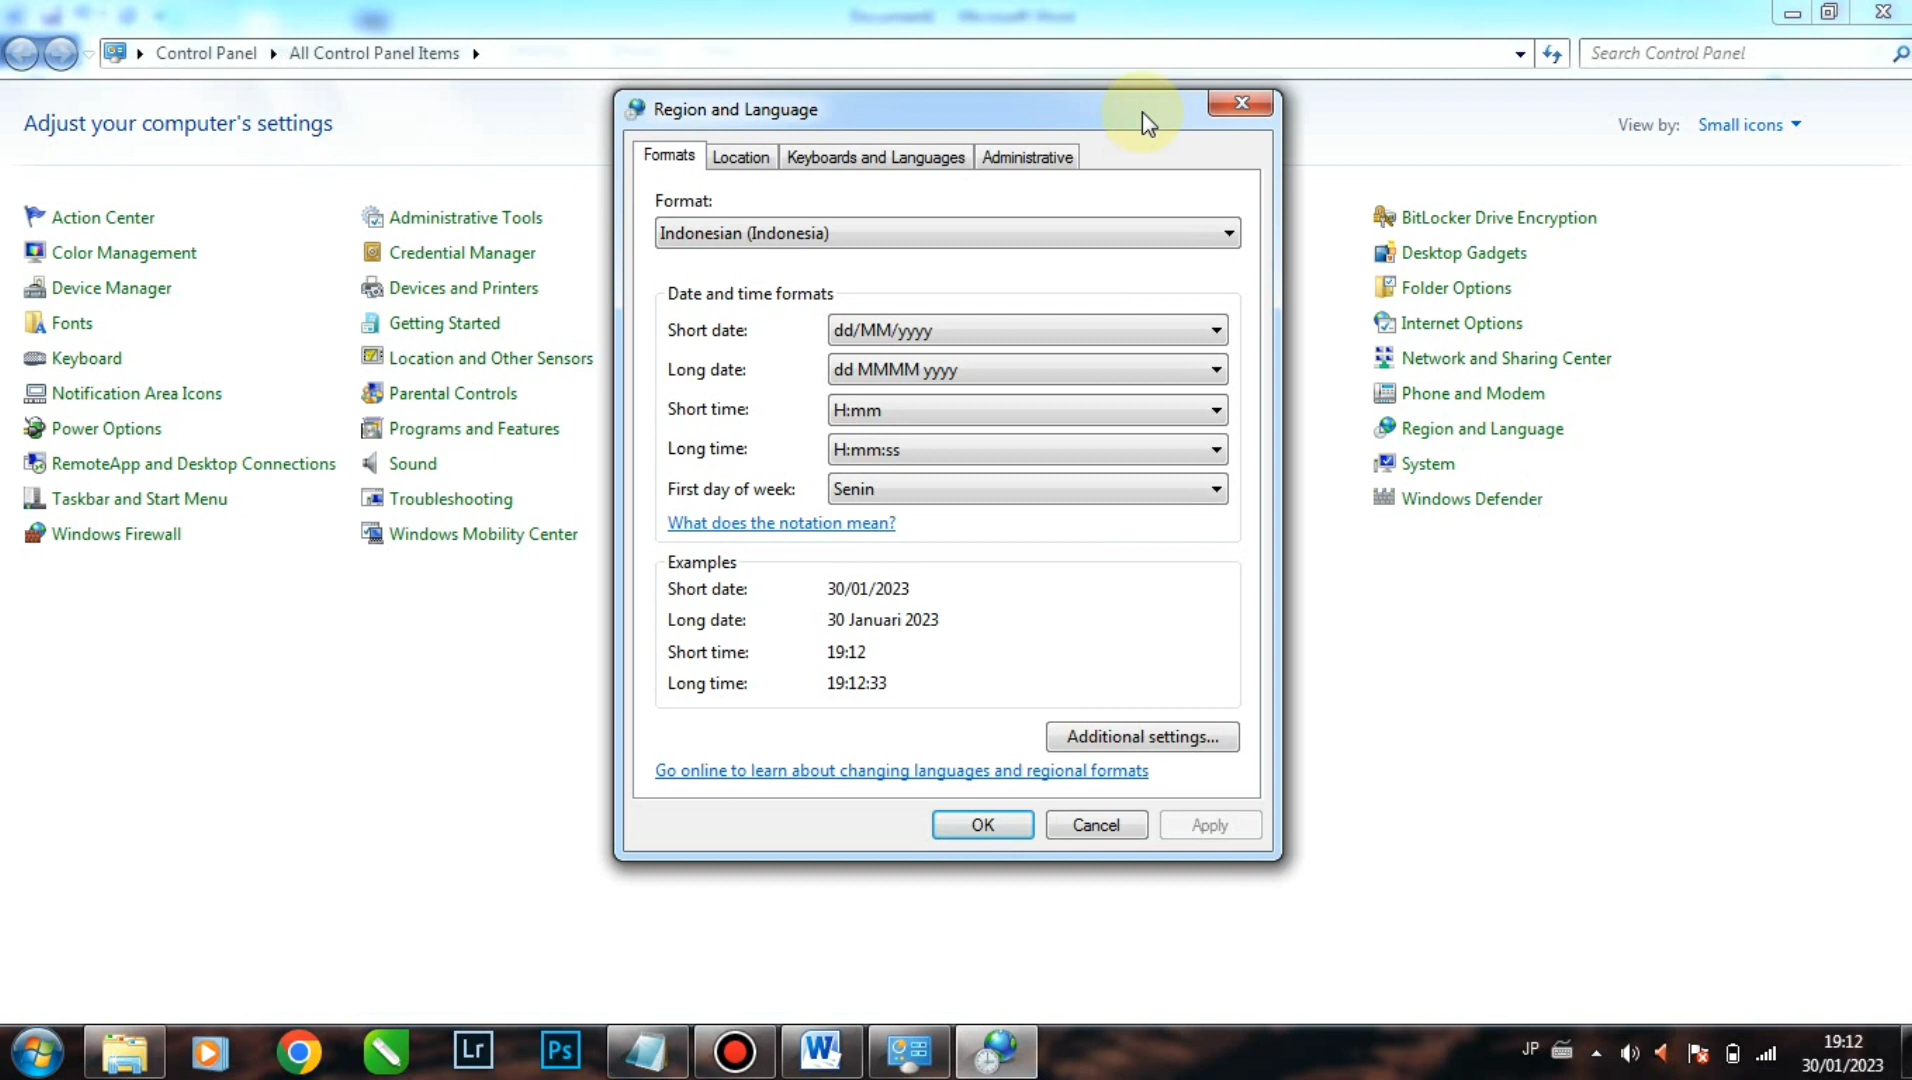 Document1 - Microsoft Word
Control Panel
All Control Panel Items
Search Control Panel
Adjust your computer's settings
View by:
Small icons
Action Center
Color Management
Device Manager
Fonts
Keyboard
Notification Area Icons
Power Options
RemoteApp and Desktop Connections
Taskbar and Start Menu
Windows Firewall
Administrative Tools
Credential Manager
Devices and Printers
Getting Started
Location and Other Sensors
Parental Controls
Programs and Features
Sound
Troubleshooting
Windows Mobility Center
Region and Language
Formats
Location
Keyboards and Languages
Administrative
Format:
Indonesian (Indonesia)
Date and time formats
Short date:
dd/MM/yyyy
Long date:
dd MMMM yyyy
Short time:
H:mm
Long time:
H:mm:ss
First day of week:
Senin
What does the notation mean?
Examples
Short date:
30/01/2023
Long date:
30 Januari 2023
Short time:
19:12
Long time:
19:12:33
Additional settings...
Go online to learn about changing languages and regional formats
OK
Cancel
Apply
BitLocker Drive Encryption
Desktop Gadgets
Folder Options
Internet Options
Network and Sharing Center
Phone and Modem
Region and Language
System
Windows Defender
Lr
Ps
W
JP
19:12
30/01/2023